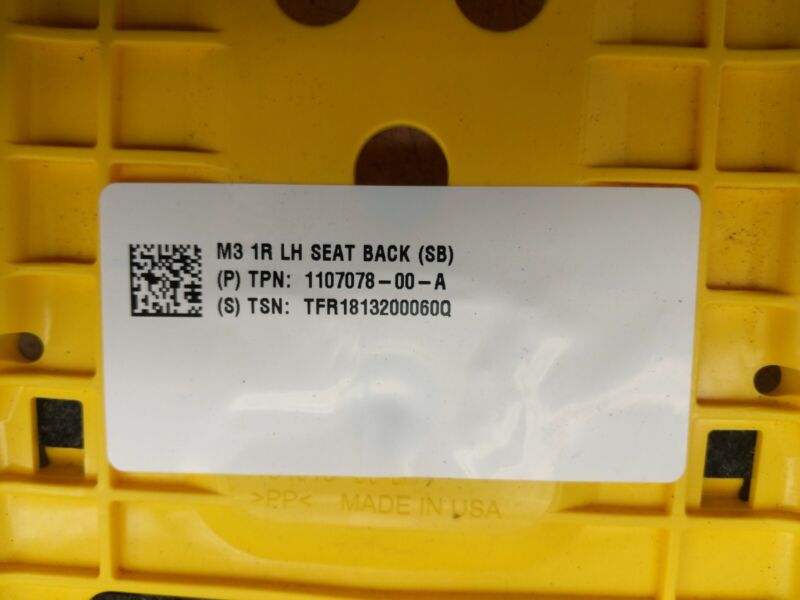 M3 1R LH SEAT BACK (SB)
(P) TPN: 1107078-00-A
(S) TSN: TFR1813200060Q
>PP< MADE IN USA